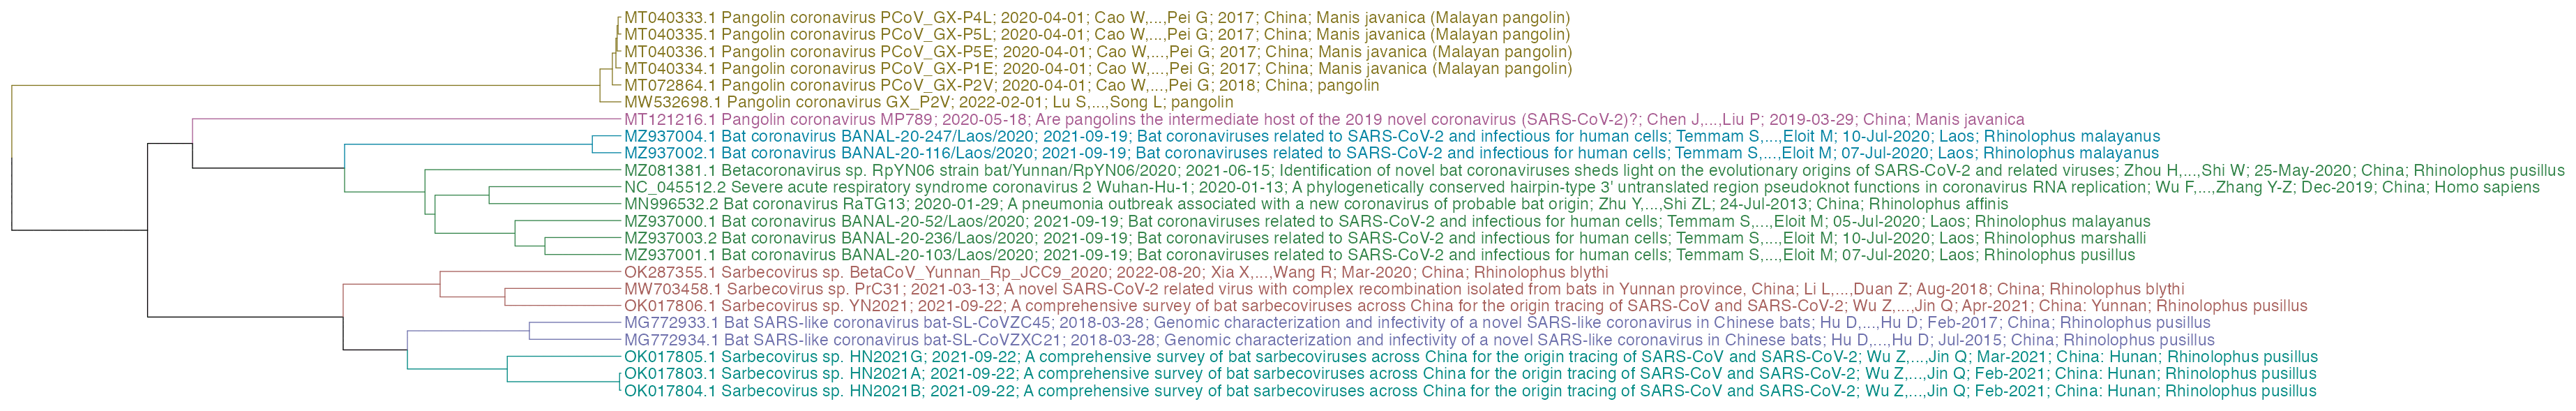 MT040333.1 Pangolin coronavirus PCoV_GX-P4L; 2020-04-01; Cao W,...,Pei G; 2017; China; Manis javanica (Malayan pangolin)
MT040335.1 Pangolin coronavirus PCoV_GX-P5L; 2020-04-01; Cao W,...,Pei G; 2017; China; Manis javanica (Malayan pangolin)
MT040336.1 Pangolin coronavirus PCoV_GX-P5E; 2020-04-01; Cao W,...,Pei G; 2017; China; Manis javanica (Malayan pangolin)
MT040334.1 Pangolin coronavirus PCoV_GX-P1E; 2020-04-01; Cao W,...,Pei G; 2017; China; Manis javanica (Malayan pangolin)
MT072864.1 Pangolin coronavirus PCoV_GX-P2V; 2020-04-01; Cao W,...,Pei G; 2018; China; pangolin
MW532698.1 Pangolin coronavirus GX_P2V; 2022-02-01; Lu S,...,Song L; pangolin
MT121216.1 Pangolin coronavirus MP789; 2020-05-18; Are pangolins the intermediate host of the 2019 novel coronavirus (SARS-CoV-2)?; Chen J,...,Liu P; 2019-03-29; China; Manis javanica
MZ937004.1 Bat coronavirus BANAL-20-247/Laos/2020; 2021-09-19; Bat coronaviruses related to SARS-CoV-2 and infectious for human cells; Temmam S,...,Eloit M; 10-Jul-2020; Laos; Rhinolophus malayanus
MZ937002.1 Bat coronavirus BANAL-20-116/Laos/2020; 2021-09-19; Bat coronaviruses related to SARS-CoV-2 and infectious for human cells; Temmam S,...,Eloit M; 07-Jul-2020; Laos; Rhinolophus malayanus
MZ081381.1 Betacoronavirus sp. RpYN06 strain bat/Yunnan/RpYN06/2020; 2021-06-15; Identification of novel bat coronaviruses sheds light on the evolutionary origins of SARS-CoV-2 and related viruses; Zhou H,...,Shi W; 25-May-2020; China; Rhinolophus pusillus
NC_045512.2 Severe acute respiratory syndrome coronavirus 2 Wuhan-Hu-1; 2020-01-13; A phylogenetically conserved hairpin-type 3' untranslated region pseudoknot functions in coronavirus RNA replication; Wu F,...,Zhang Y-Z; Dec-2019; China; Homo sapiens
MN996532.2 Bat coronavirus RaTG13; 2020-01-29; A pneumonia outbreak associated with a new coronavirus of probable bat origin; Zhu Y,...,Shi ZL; 24-Jul-2013; China; Rhinolophus affinis
MZ937000.1 Bat coronavirus BANAL-20-52/Laos/2020; 2021-09-19; Bat coronaviruses related to SARS-CoV-2 and infectious for human cells; Temmam S,...,Eloit M; 05-Jul-2020; Laos; Rhinolophus malayanus
MZ937003.2 Bat coronavirus BANAL-20-236/Laos/2020; 2021-09-19; Bat coronaviruses related to SARS-CoV-2 and infectious for human cells; Temmam S,...,Eloit M; 10-Jul-2020; Laos; Rhinolophus marshalli
MZ937001.1 Bat coronavirus BANAL-20-103/Laos/2020; 2021-09-19; Bat coronaviruses related to SARS-CoV-2 and infectious for human cells; Temmam S,...,Eloit M; 07-Jul-2020; Laos; Rhinolophus pusillus
OK287355.1 Sarbecovirus sp. BetaCoV_Yunnan_Rp_JCC9_2020; 2022-08-20; Xia X,...,Wang R; Mar-2020; China; Rhinolophus blythi
MW703458.1 Sarbecovirus sp. PrC31; 2021-03-13; A novel SARS-CoV-2 related virus with complex recombination isolated from bats in Yunnan province, China; Li L,...,Duan Z; Aug-2018; China; Rhinolophus blythi
OK017806.1 Sarbecovirus sp. YN2021; 2021-09-22; A comprehensive survey of bat sarbecoviruses across China for the origin tracing of SARS-CoV and SARS-CoV-2; Wu Z,...,Jin Q; Apr-2021; China: Yunnan; Rhinolophus pusillus
MG772933.1 Bat SARS-like coronavirus bat-SL-CoVZC45; 2018-03-28; Genomic characterization and infectivity of a novel SARS-like coronavirus in Chinese bats; Hu D,...,Hu D; Feb-2017; China; Rhinolophus pusillus
MG772934.1 Bat SARS-like coronavirus bat-SL-CoVZXC21; 2018-03-28; Genomic characterization and infectivity of a novel SARS-like coronavirus in Chinese bats; Hu D,...,Hu D; Jul-2015; China; Rhinolophus pusillus
OK017805.1 Sarbecovirus sp. HN2021G; 2021-09-22; A comprehensive survey of bat sarbecoviruses across China for the origin tracing of SARS-CoV and SARS-CoV-2; Wu Z,...,Jin Q; Mar-2021; China: Hunan; Rhinolophus pusillus
OK017803.1 Sarbecovirus sp. HN2021A; 2021-09-22; A comprehensive survey of bat sarbecoviruses across China for the origin tracing of SARS-CoV and SARS-CoV-2; Wu Z,...,Jin Q; Feb-2021; China: Hunan; Rhinolophus pusillus
OK017804.1 Sarbecovirus sp. HN2021B; 2021-09-22; A comprehensive survey of bat sarbecoviruses across China for the origin tracing of SARS-CoV and SARS-CoV-2; Wu Z,...,Jin Q; Feb-2021; China: Hunan; Rhinolophus pusillus